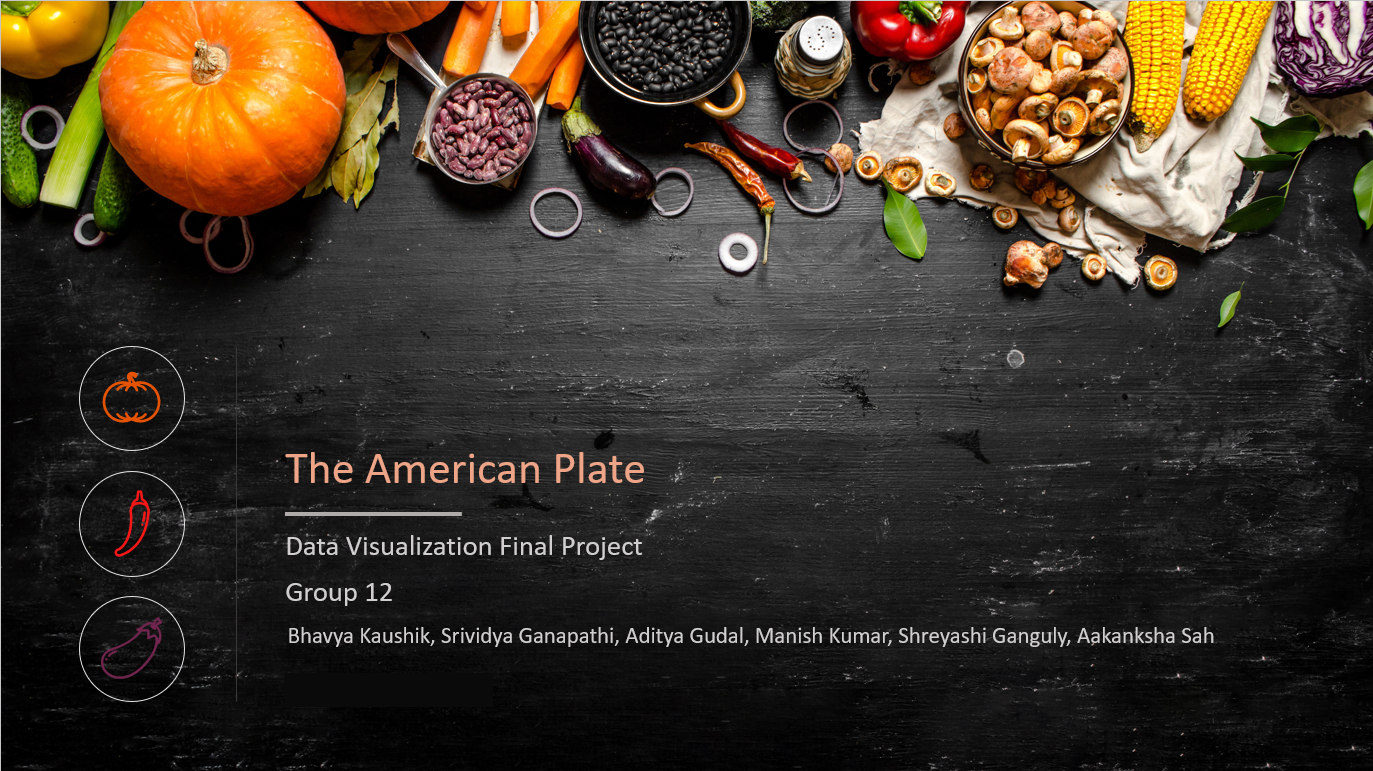 The American Plate
Data Visualization Final Project
Group 12
Bhavya Kaushik, Srividya Ganapathi, Aditya Gudal, Manish Kumar, Shreyashi Ganguly, Aakanksha Sah